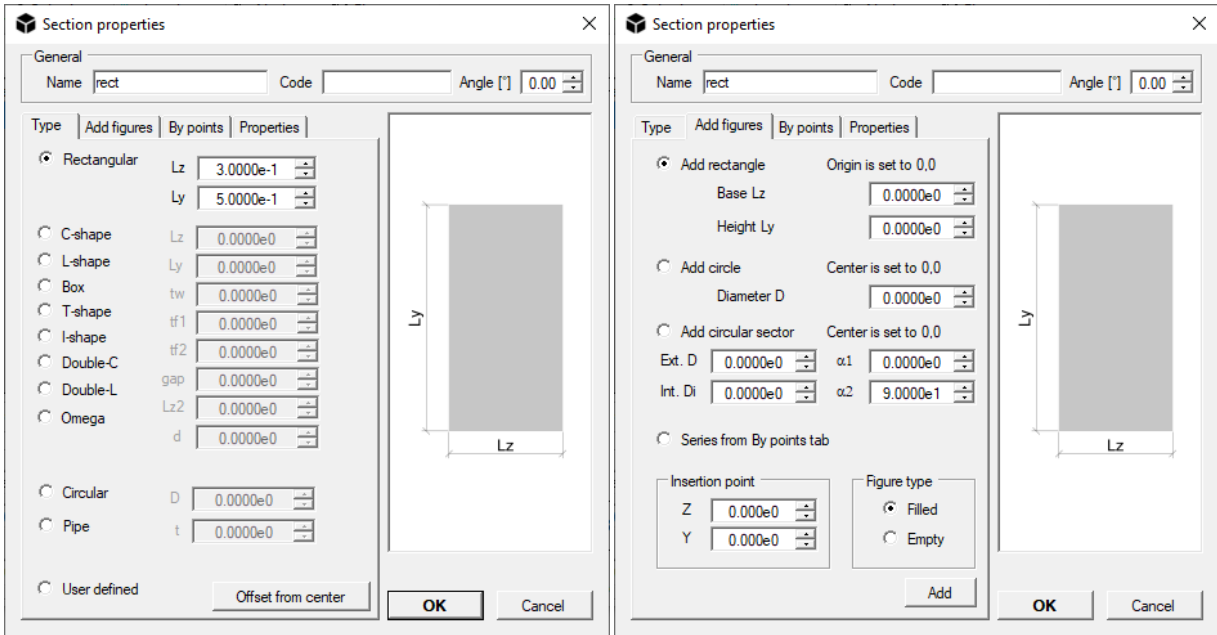 Section properties
General
Name rect Code Angle [°] 0.00
Type Add figures By points Properties
Rectangular Lz 3.0000e-1
Ly 5.0000e-1
C-shape Lz 0.0000e0
L-shape Ly 0.0000e0
Box tw 0.0000e0
T-shape tf1 0.0000e0
I-shape tf2 0.0000e0
Double-C gap 0.0000e0
Double-L Lz2 0.0000e0
Omega d 0.0000e0
Circular D 0.0000e0
Pipe t 0.0000e0
User defined Offset from center
Ly
Lz
OK Cancel
Section properties
General
Name rect Code Angle [°] 0.00
Type Add figures By points Properties
Add rectangle Origin is set to 0,0
Base Lz 0.0000e0
Height Ly 0.0000e0
Add circle Center is set to 0,0
Diameter D 0.0000e0
Add circular sector Center is set to 0,0
Ext. D 0.0000e0 α1 0.0000e0
Int. Di 0.0000e0 α2 9.0000e1
Series from By points tab
Insertion point Figure type
Z 0.000e0 Filled
Y 0.000e0 Empty
Add
Ly
Lz
OK Cancel